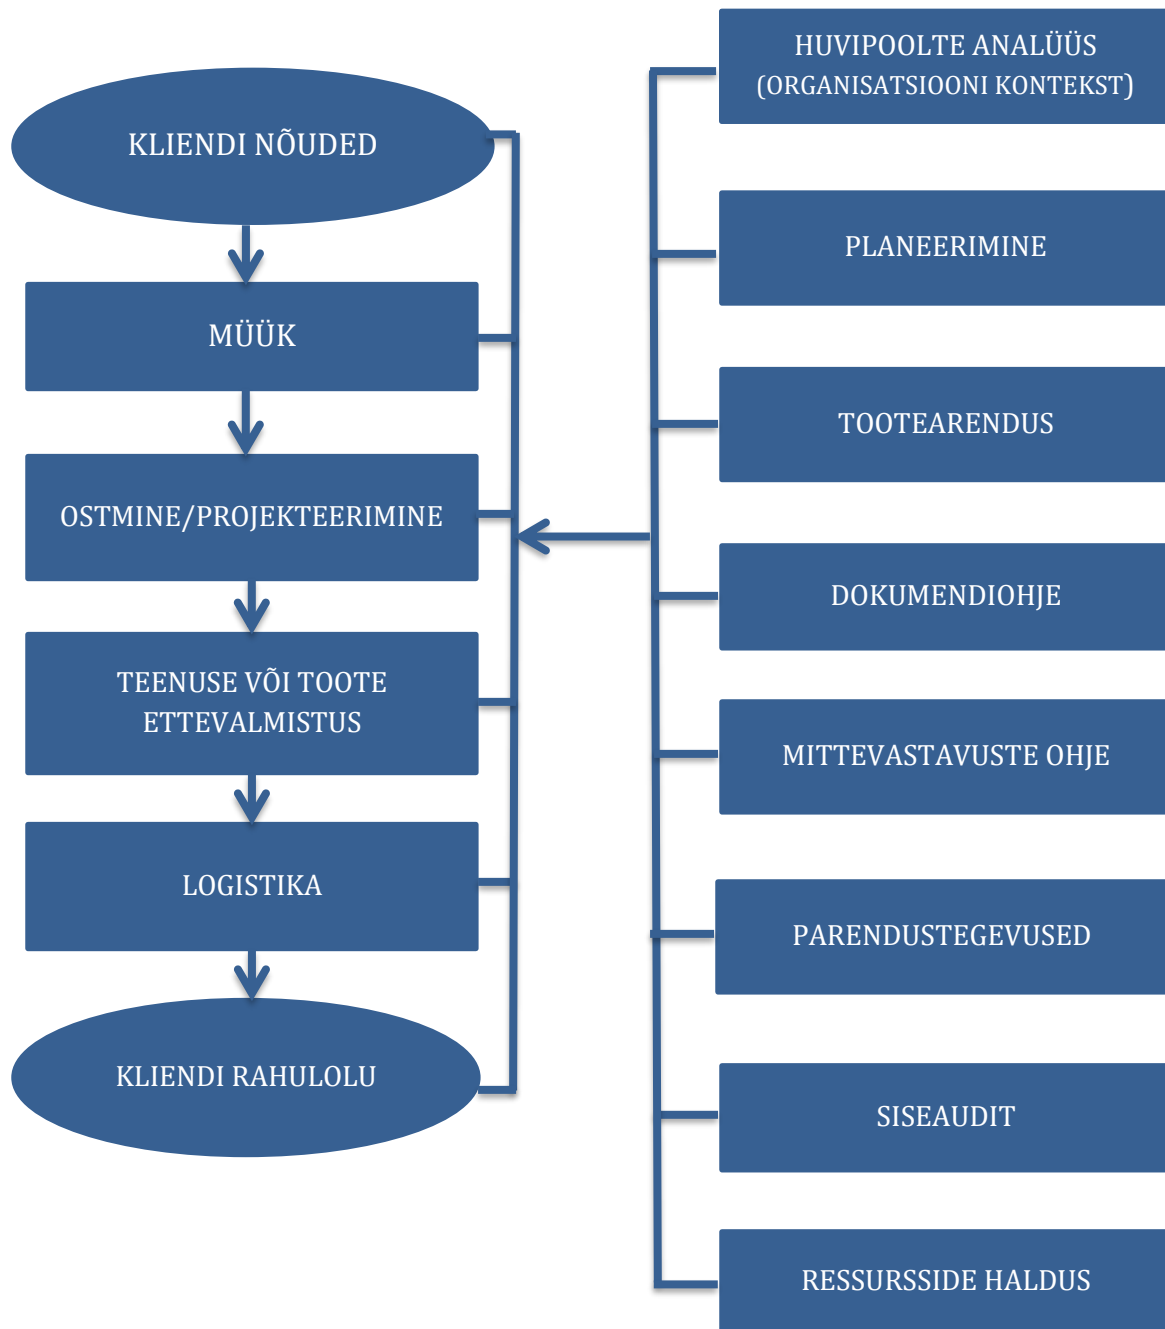 KLIENDI NÕUDED
MÜÜK
OSTMINE/PROJEKTEERIMINE
TEENUSE VÕI TOOTE
ETTEVALMISTUS
LOGISTIKA
KLIENDI RAHULOLU
HUVIPOOLTE ANALÜÜS
(ORGANISATSIOONI KONTEKST)
PLANEERIMINE
TOOTEARENDUS
DOKUMENDIOHJE
MITTEVASTAVUSTE OHJE
PARENDUSTEGEVUSED
SISEAUDIT
RESSURSSIDE HALDUS